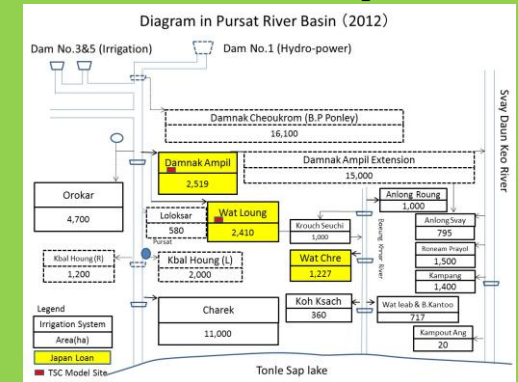 Diagram in Pursat River Basin (2012)
Dam No.3&5 (Irrigation)
Dam No.1 (Hydro-power)
Svay Daun Keo River
Damnak Cheoukrom (B.P Ponley)
16,100
Damnak Ampil
2,519
Damnak Ampil Extension
15,000
Orokar
4,700
Loloksar
580
Pursat
Wat Loung
2,410
Krouch Seuchi
1,000
Anlong Roung
1,000
Anlong Svay
795
Roneam Prayol
1,500
Kbal Houng (R)
1,200
Kbal Houng (L)
2,000
Wat Chre
1,227
Kampang
1,400
Charek
11,000
Koh Ksach
360
Wat leab & B.Kantoo
717
Kampout Ang
20
Legend
Irrigation System
Area(ha)
Japan Loan
TSC Model Site
Tonle Sap lake